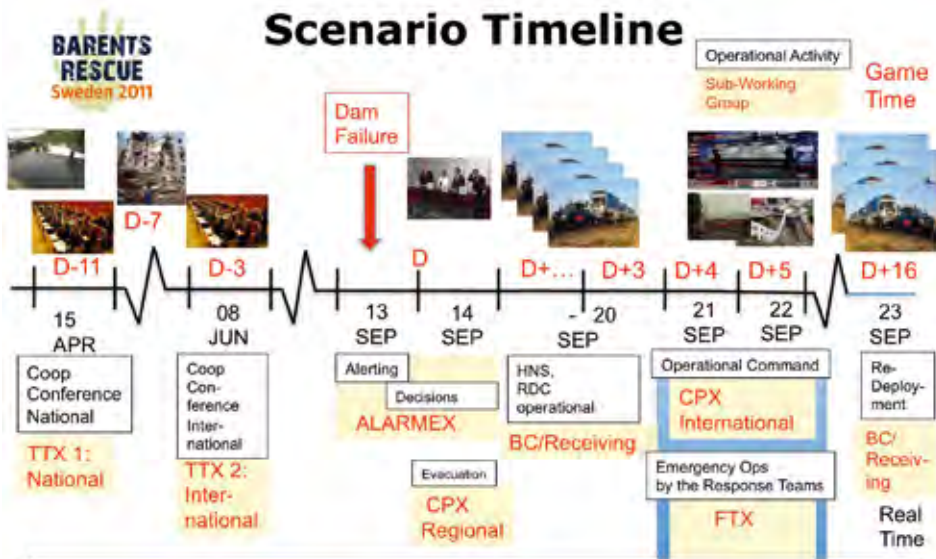 Scenario Timeline
BARENTS
RESCUE
Sweden 2011
Operational Activity
Sub-Working
Group
Game
Time
Dam
Failure
D-11
D-7
D-3
D
D+...
D+3
D+4
D+5
D+16
15
APR
08
JUN
13
SEP
14
SEP
- 20
SEP
21
SEP
22
SEP
23
SEP
Coop
Conference
National
TTX 1:
National
Coop
Con-
ference
Inter-
national
TTX 2:
Inter-
national
Alerting
Decisions
ALARMEX
Evacuation
CPX
Regional
HNS,
RDC
operational
BC/Receiving
Operational Command
CPX
International
Emergency Ops
by the Response Teams
FTX
Re-
Deploy-
ment
BC/
Receiv-
ing
Real
Time